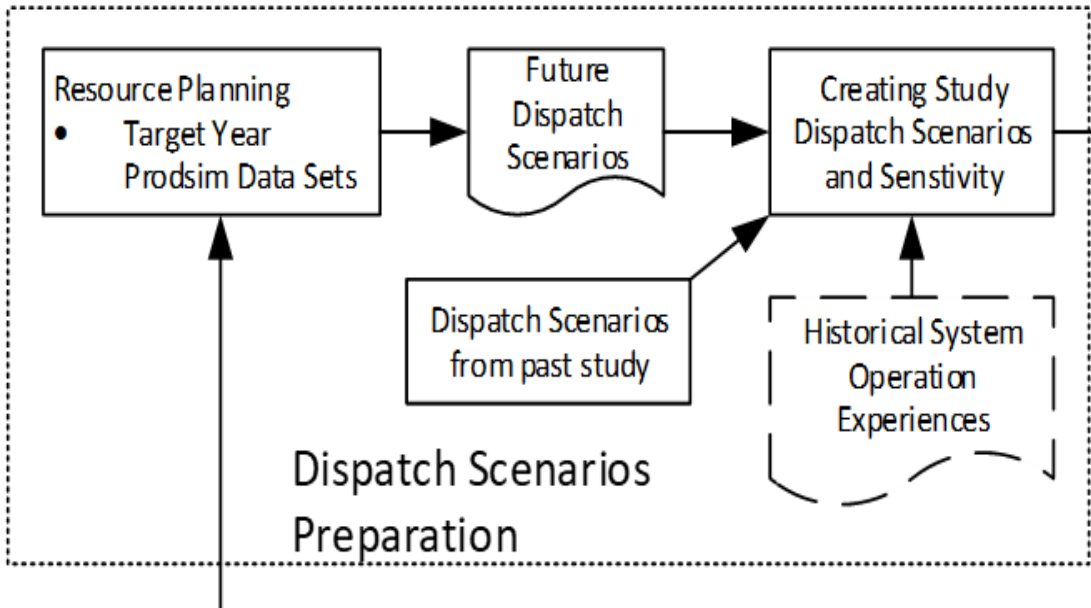 Resource Planning
• Target Year
Prodsim Data Sets
Future
Dispatch
Scenarios
Creating Study
Dispatch Scenarios
and Senstivity
Dispatch Scenarios
from past study
Historical System
Operation
Experiences
Dispatch Scenarios
Preparation